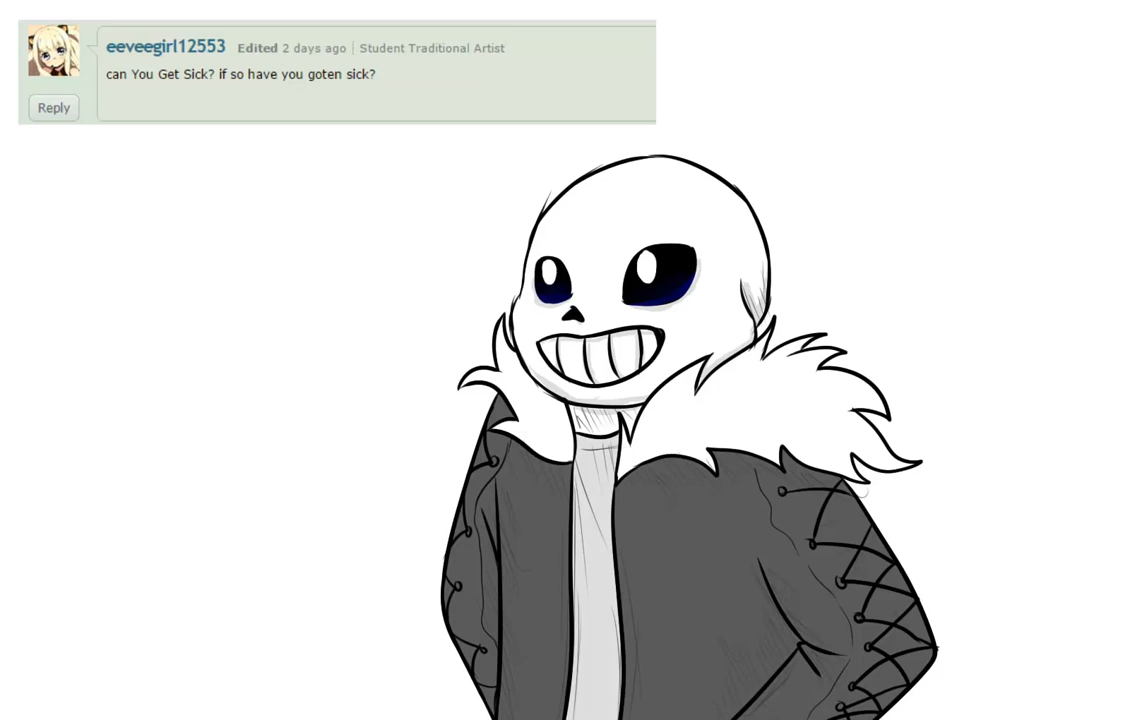 eeveegirl12553 Edited 2 days ago | Student Traditional Artist
can You Get Sick? if so have you goten sick?
Reply